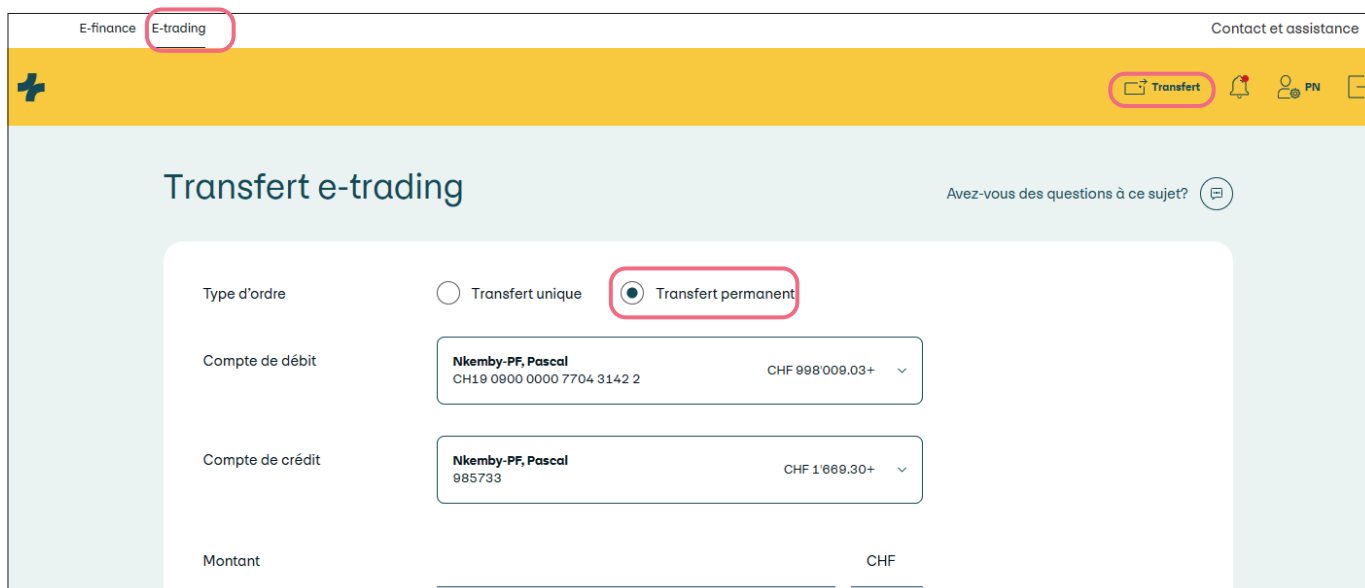 E-finance E-trading Contact et assistance
Transfert PN
Transfert e-trading
Avez-vous des questions à ce sujet?
Type d'ordre Transfert unique Transfert permanent
Compte de débit
Nkemby-PF, Pascal
CH19 0900 0000 7704 3142 2
CHF 998'009.03+
Compte de crédit
Nkemby-PF, Pascal
985733
CHF 1'669.30+
Montant CHF